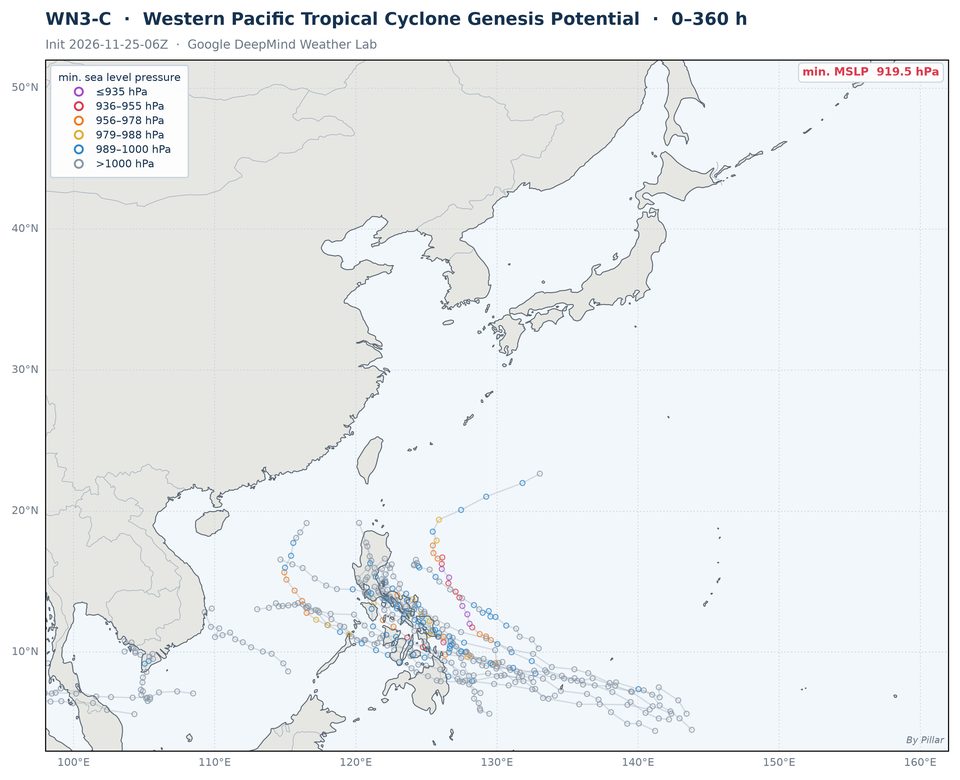 WN3-C · Western Pacific Tropical Cyclone Genesis Potential · 0–360 h
Init 2026-11-25-06Z · Google DeepMind Weather Lab
min. MSLP 919.5 hPa
min. sea level pressure
≤935 hPa
936–955 hPa
956–978 hPa
979–988 hPa
989–1000 hPa
>1000 hPa
50°N
40°N
30°N
20°N
10°N
By Pillar
100°E 110°E 120°E 130°E 140°E 150°E 160°E